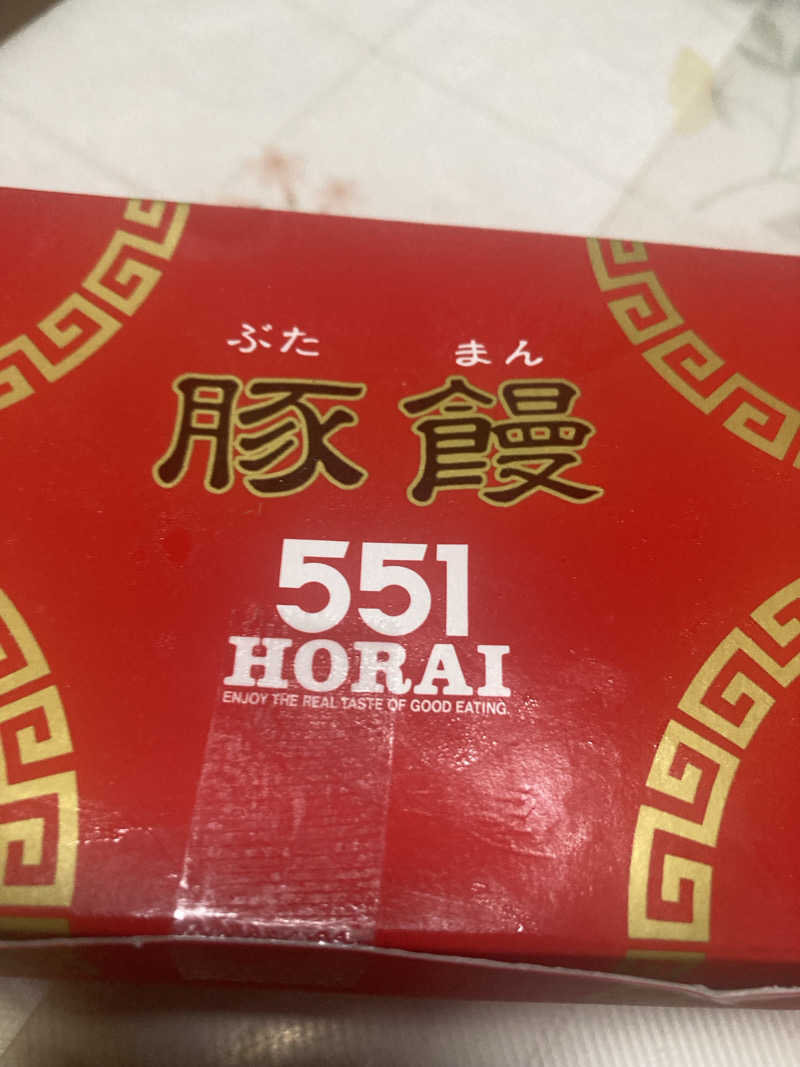 ぶた まん
豚饅
551
HORAI
ENJOY THE REAL TASTE OF GOOD EATING.